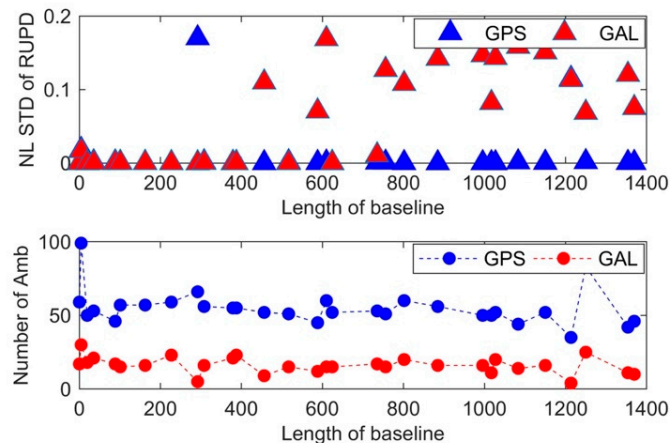 0.2
GPS GAL
NL STD of RUPD
0.1
0
0 200 400 600 800 1000 1200 1400
Length of baseline
100
GPS GAL
Number of Amb
50
0
0 200 400 600 800 1000 1200 1400
Length of baseline